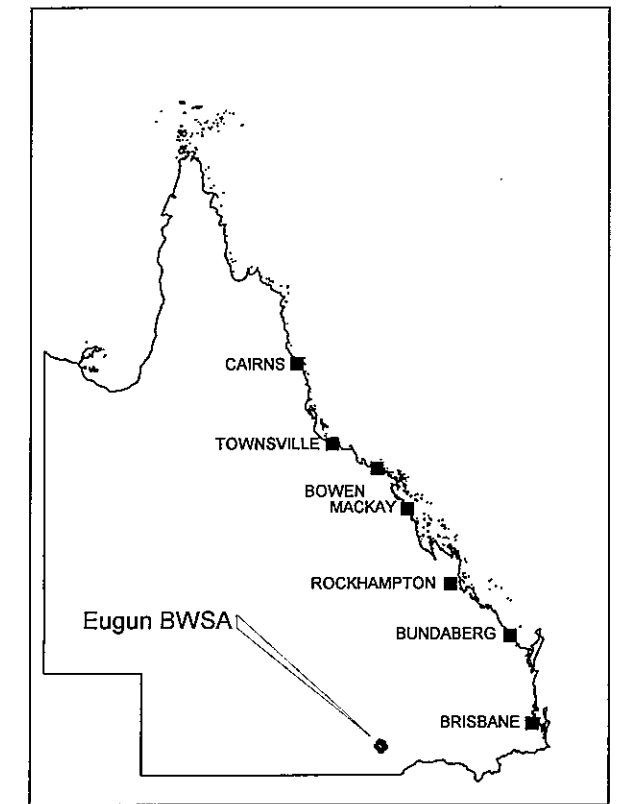 CAIRNS
TOWNSVILLE
BOWEN
MACKAY
ROCKHAMPTON
Eugun BWSA
BUNDABERG
BRISBANE